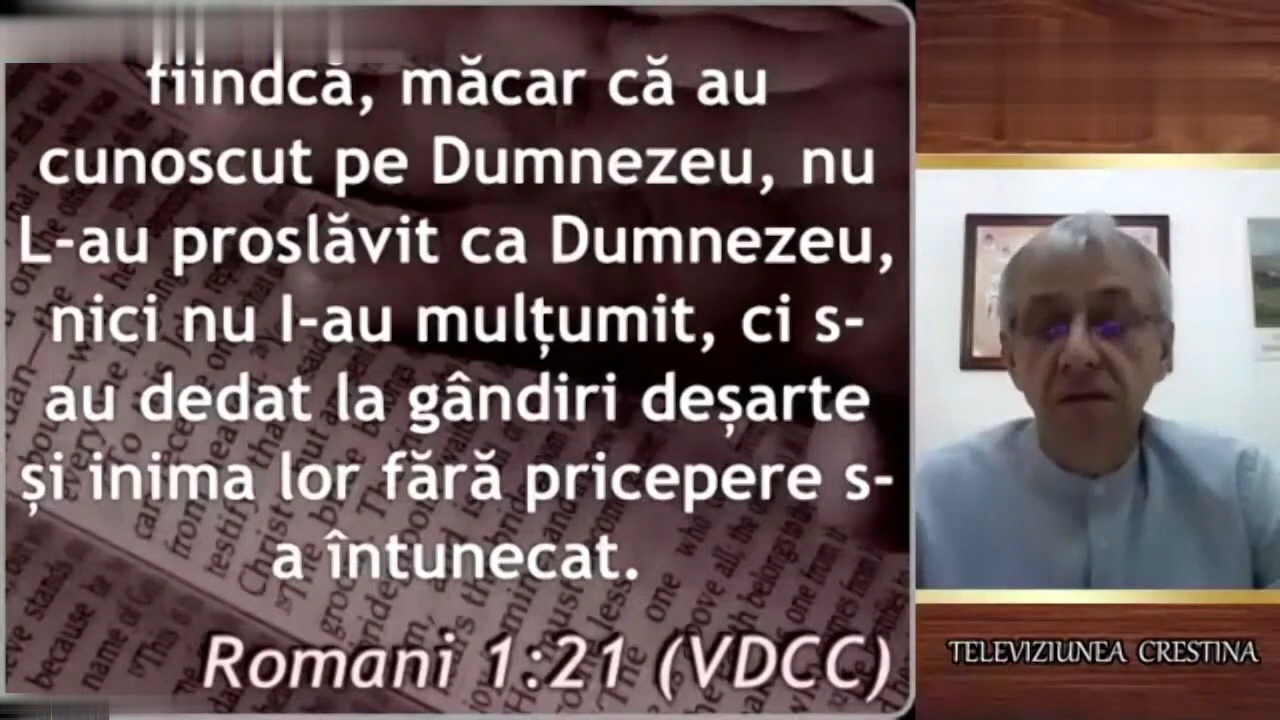 fiindcă, măcar că au
cunoscut pe Dumnezeu, nu
L-au proslăvit ca Dumnezeu,
nici nu I-au mulțumit, ci s-
au dedat la gândiri deșarte
și inima lor fără pricepere s-
a întunecat.
Romani 1:21 (VDCC)
TELEVIZIUNEA CRESTINA